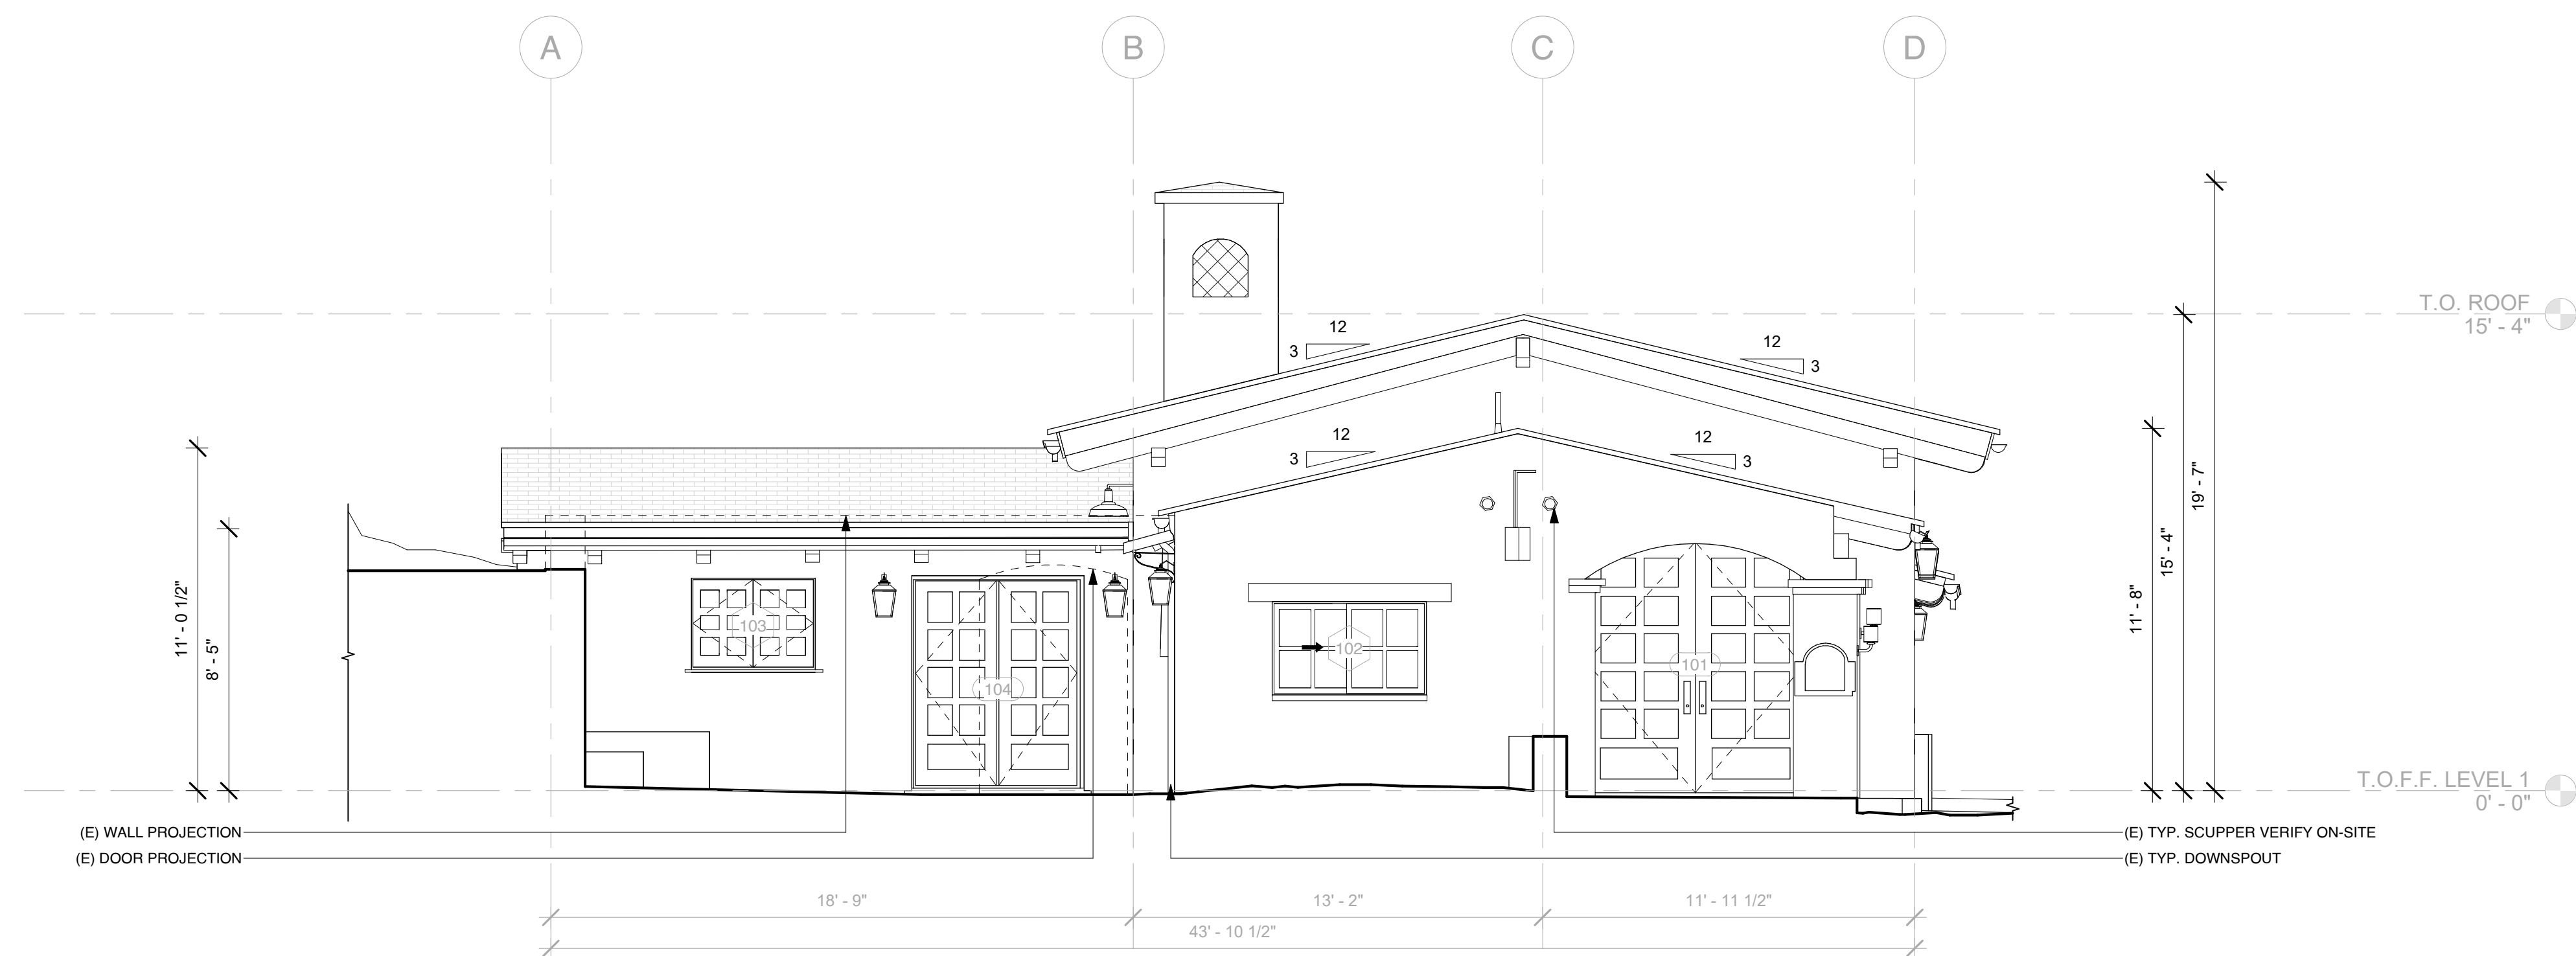 A
B
C
D
T.O. ROOF
15' - 4"
12
3
12
3
12
3
12
3
11' - 0 1/2"
8' - 5"
11' - 8"
15' - 4"
19' - 7"
103
104
102
101
T.O.F.F. LEVEL 1
0' - 0"
(E) WALL PROJECTION
(E) DOOR PROJECTION
(E) TYP. SCUPPER VERIFY ON-SITE
(E) TYP. DOWNSPOUT
18' - 9"
13' - 2"
11' - 11 1/2"
43' - 10 1/2"